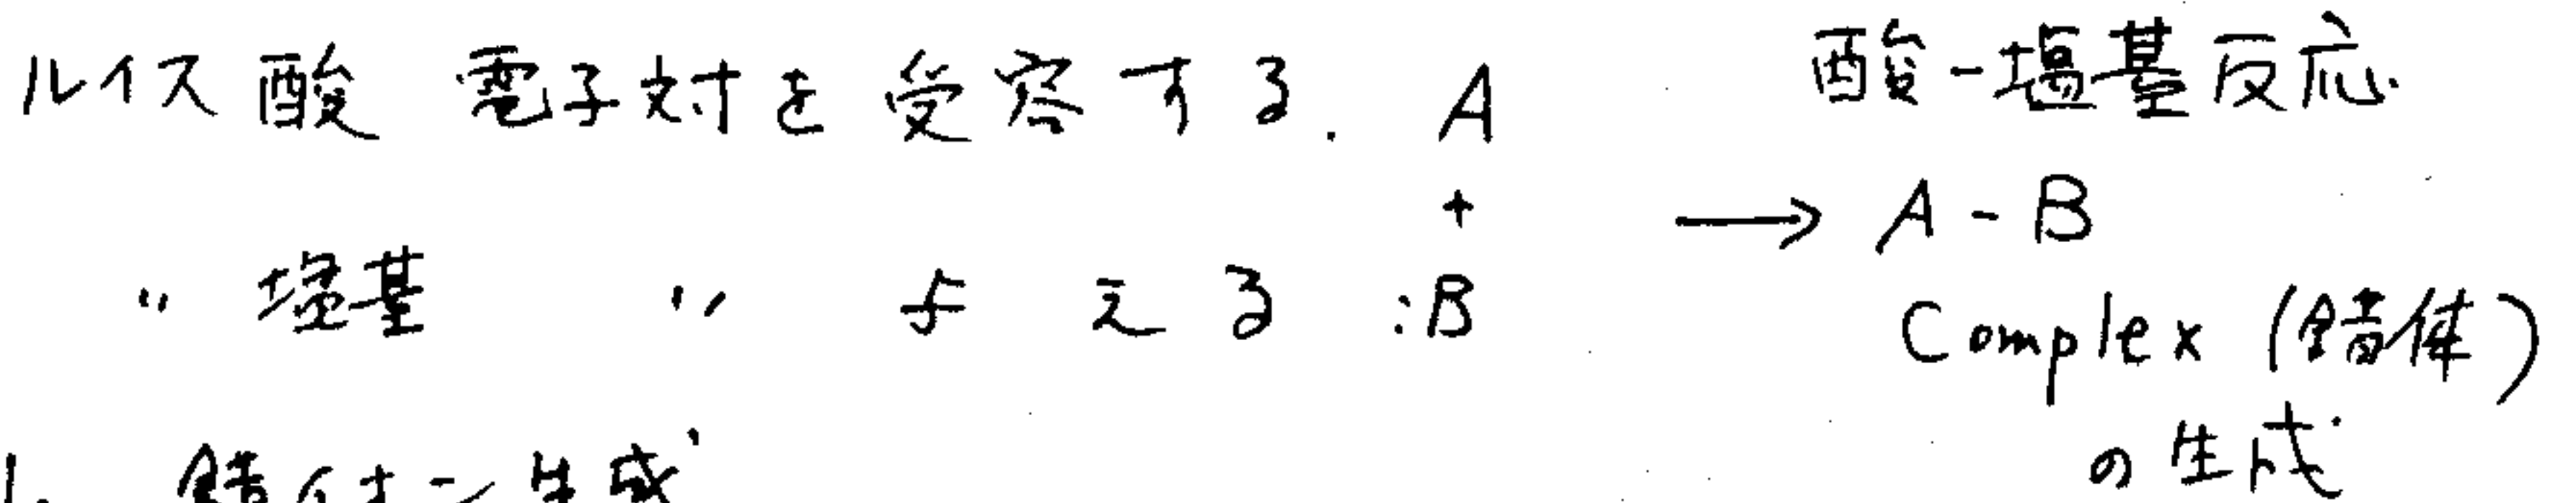 ルイス酸 電子対を受容する. A
酸-塩基反応
+ → A-B
〃 塩基 〃 与える :B
Complex (錯体)
の生成